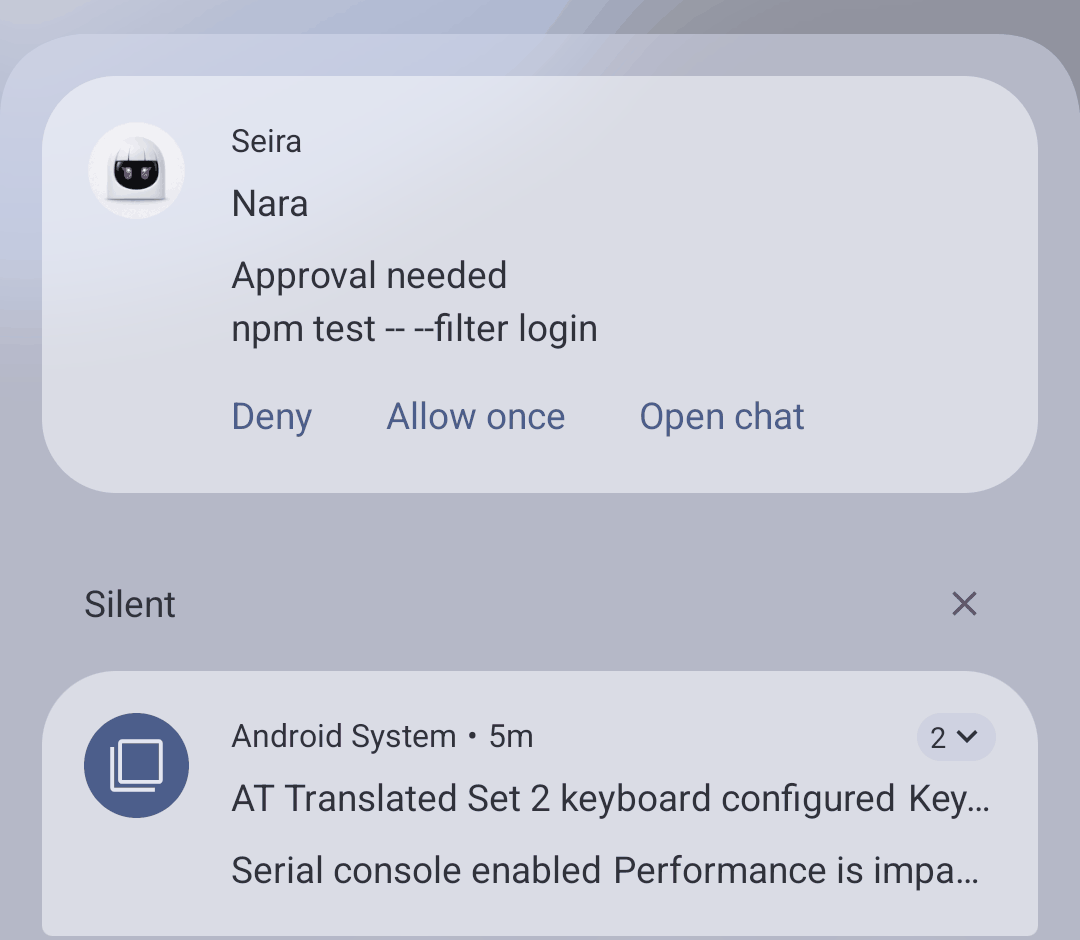 Seira
Nara
Approval needed
npm test -- --filter login
Deny Allow once Open chat
Silent
Android System • 5m 2
AT Translated Set 2 keyboard configured Key…
Serial console enabled Performance is impa…